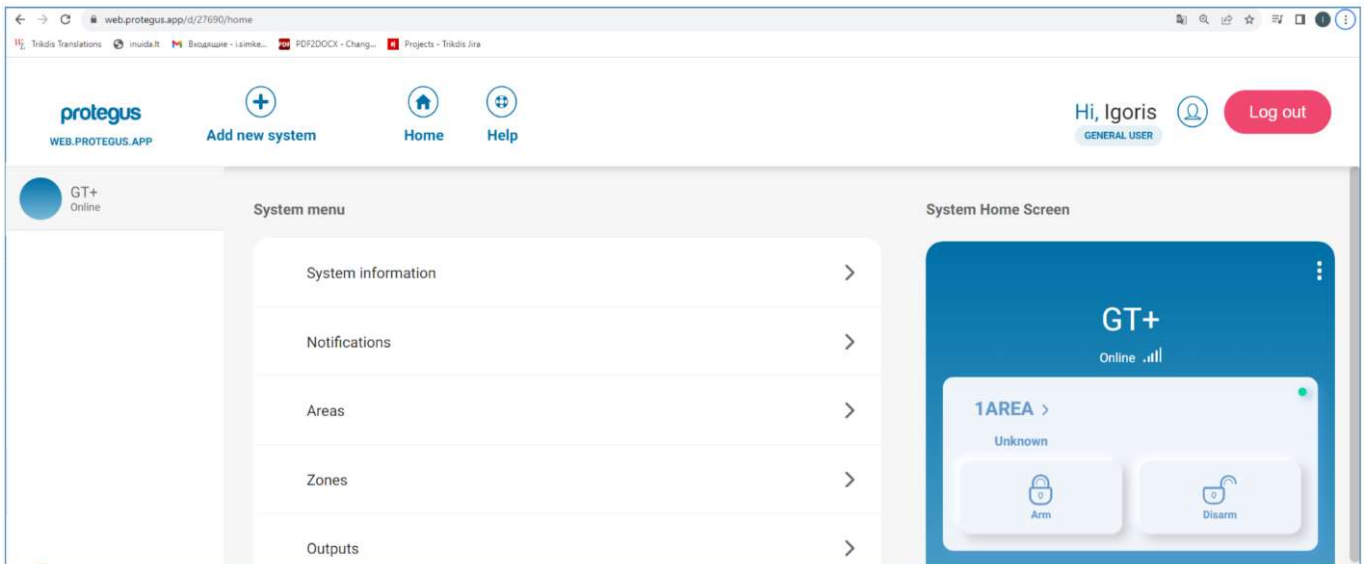 web.protegus.app/d/27690/home
Trikdis Translations inuida.lt Входящие - i.simke... PDF2DOCX - Chang... Projects - Trikdis Jira
protegus
WEB.PROTEGUS.APP
Add new system
Home
Help
Hi, Igoris
GENERAL USER
Log out
GT+
Online
System menu
System information
Notifications
Areas
Zones
Outputs
System Home Screen
GT+
Online
1AREA >
Unknown
Arm
Disarm